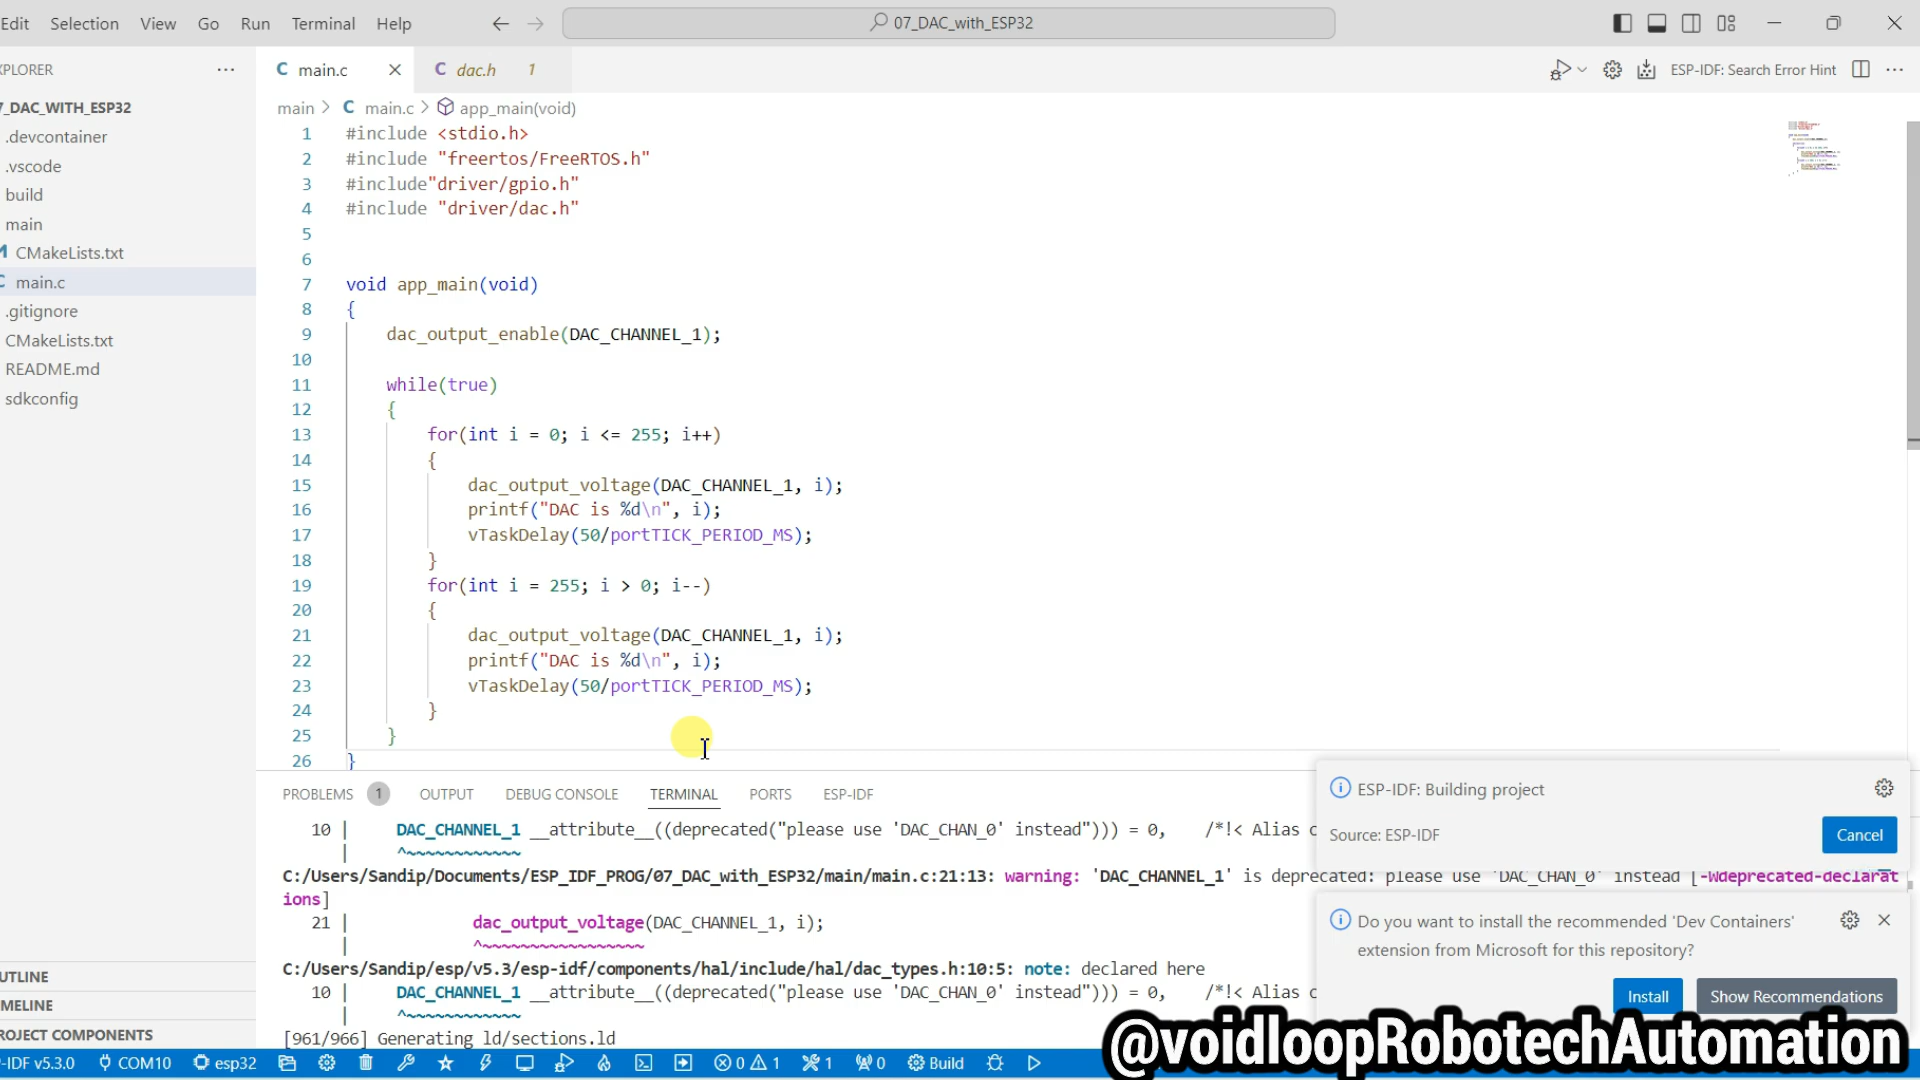 Edit Selection View Go Run Terminal Help 07_DAC_with_ESP32
XPLORER
main.c
dac.h 1
ESP-IDF: Search Error Hint
7_DAC_WITH_ESP32
.devcontainer
.vscode
build
main
CMakeLists.txt
main.c
.gitignore
CMakeLists.txt
README.md
sdkconfig
UTLINE
MELINE
ROJECT COMPONENTS
main > C main.c > app_main(void)
1 #include <stdio.h>
2 #include "freertos/FreeRTOS.h"
3 #include"driver/gpio.h"
4 #include "driver/dac.h"
5
6
7 void app_main(void)
8 {
9 dac_output_enable(DAC_CHANNEL_1);
10
11 while(true)
12 {
13 for(int i = 0; i <= 255; i++)
14 {
15 dac_output_voltage(DAC_CHANNEL_1, i);
16 printf("DAC is %d\n", i);
17 vTaskDelay(50/portTICK_PERIOD_MS);
18 }
19 for(int i = 255; i > 0; i--)
20 {
21 dac_output_voltage(DAC_CHANNEL_1, i);
22 printf("DAC is %d\n", i);
23 vTaskDelay(50/portTICK_PERIOD_MS);
24 }
25 }
26 }
PROBLEMS 1 OUTPUT DEBUG CONSOLE TERMINAL PORTS ESP-IDF
10 | DAC_CHANNEL_1 __attribute__((deprecated("please use 'DAC_CHAN_0' instead"))) = 0, /*!< Alias
| ^~~~~~~~~~~~~
C:/Users/Sandip/Documents/ESP_IDF_PROG/07_DAC_with_ESP32/main/main.c:21:13: warning: 'DAC_CHANNEL_1' is deprecated: please use 'DAC_CHAN_0' instead [-Wdeprecated-declarat
ions]
21 | dac_output_voltage(DAC_CHANNEL_1, i);
| ^~~~~~~~~~~~~~~~~~
C:/Users/Sandip/esp/v5.3/esp-idf/components/hal/include/hal/dac_types.h:10:5: note: declared here
10 | DAC_CHANNEL_1 __attribute__((deprecated("please use 'DAC_CHAN_0' instead"))) = 0, /*!< Alias
| ^~~~~~~~~~~~~
[961/966] Generating ld/sections.ld
ESP-IDF: Building project
Source: ESP-IDF
Cancel
Do you want to install the recommended 'Dev Containers'
extension from Microsoft for this repository?
Install Show Recommendations
@voidloopRobotechAutomation
-IDF v5.3.0 COM10 esp32 0 1 1 0 Build